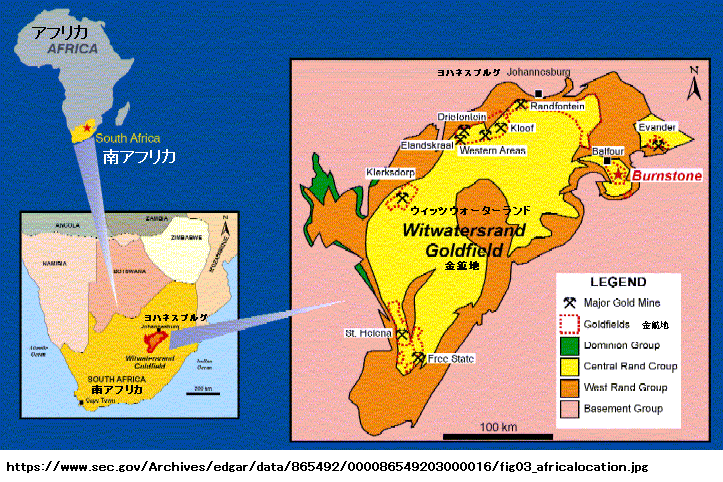 アフリカ
AFRICA
South Africa
南アフリカ
ANGOLA
ZAMBIA
NAMIBIA
BOTSWANA
ZIMBABWE
MOZAMBIQUE
N
ヨハネスブルグ
Johannesburg
Witwatersrand
Goldfield
Atlantic
Ocean
Indian
Ocean
SOUTH AFRICA
南アフリカ
Cape Town
200 km
ヨハネスブルグ Johannesburg
N
Randfontein
Driefontein
Kloof
Elandskraal
Western Areas
Evander
Balfour
Burnstone
Klerksdorp
ウィッツウォーターランド
Witwatersrand
Goldfield
金鉱地
St. Helena
Free State
LEGEND
Major Gold Mine
Goldfields 金鉱地
Dominion Group
Central Rand Group
West Rand Group
Basement Group
100 km
https://www.sec.gov/Archives/edgar/data/865492/000086549203000016/fig03_africalocation.jpg